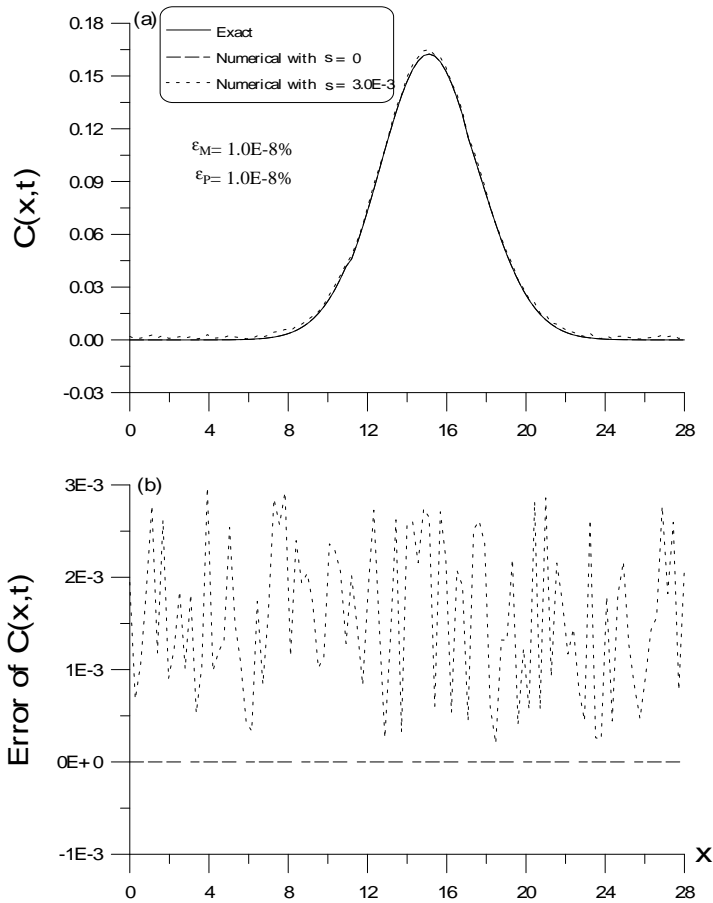 (a)
Exact
Numerical with s = 0
Numerical with s = 3.0E-3
εM= 1.0E-8%
εP= 1.0E-8%
C(x,t)
0.18
0.15
0.12
0.09
0.06
0.03
0.00
-0.03
0 4 8 12 16 20 24 28
(b)
Error of C(x,t)
3E-3
2E-3
1E-3
0E+0
-1E-3
0 4 8 12 16 20 24 28
x